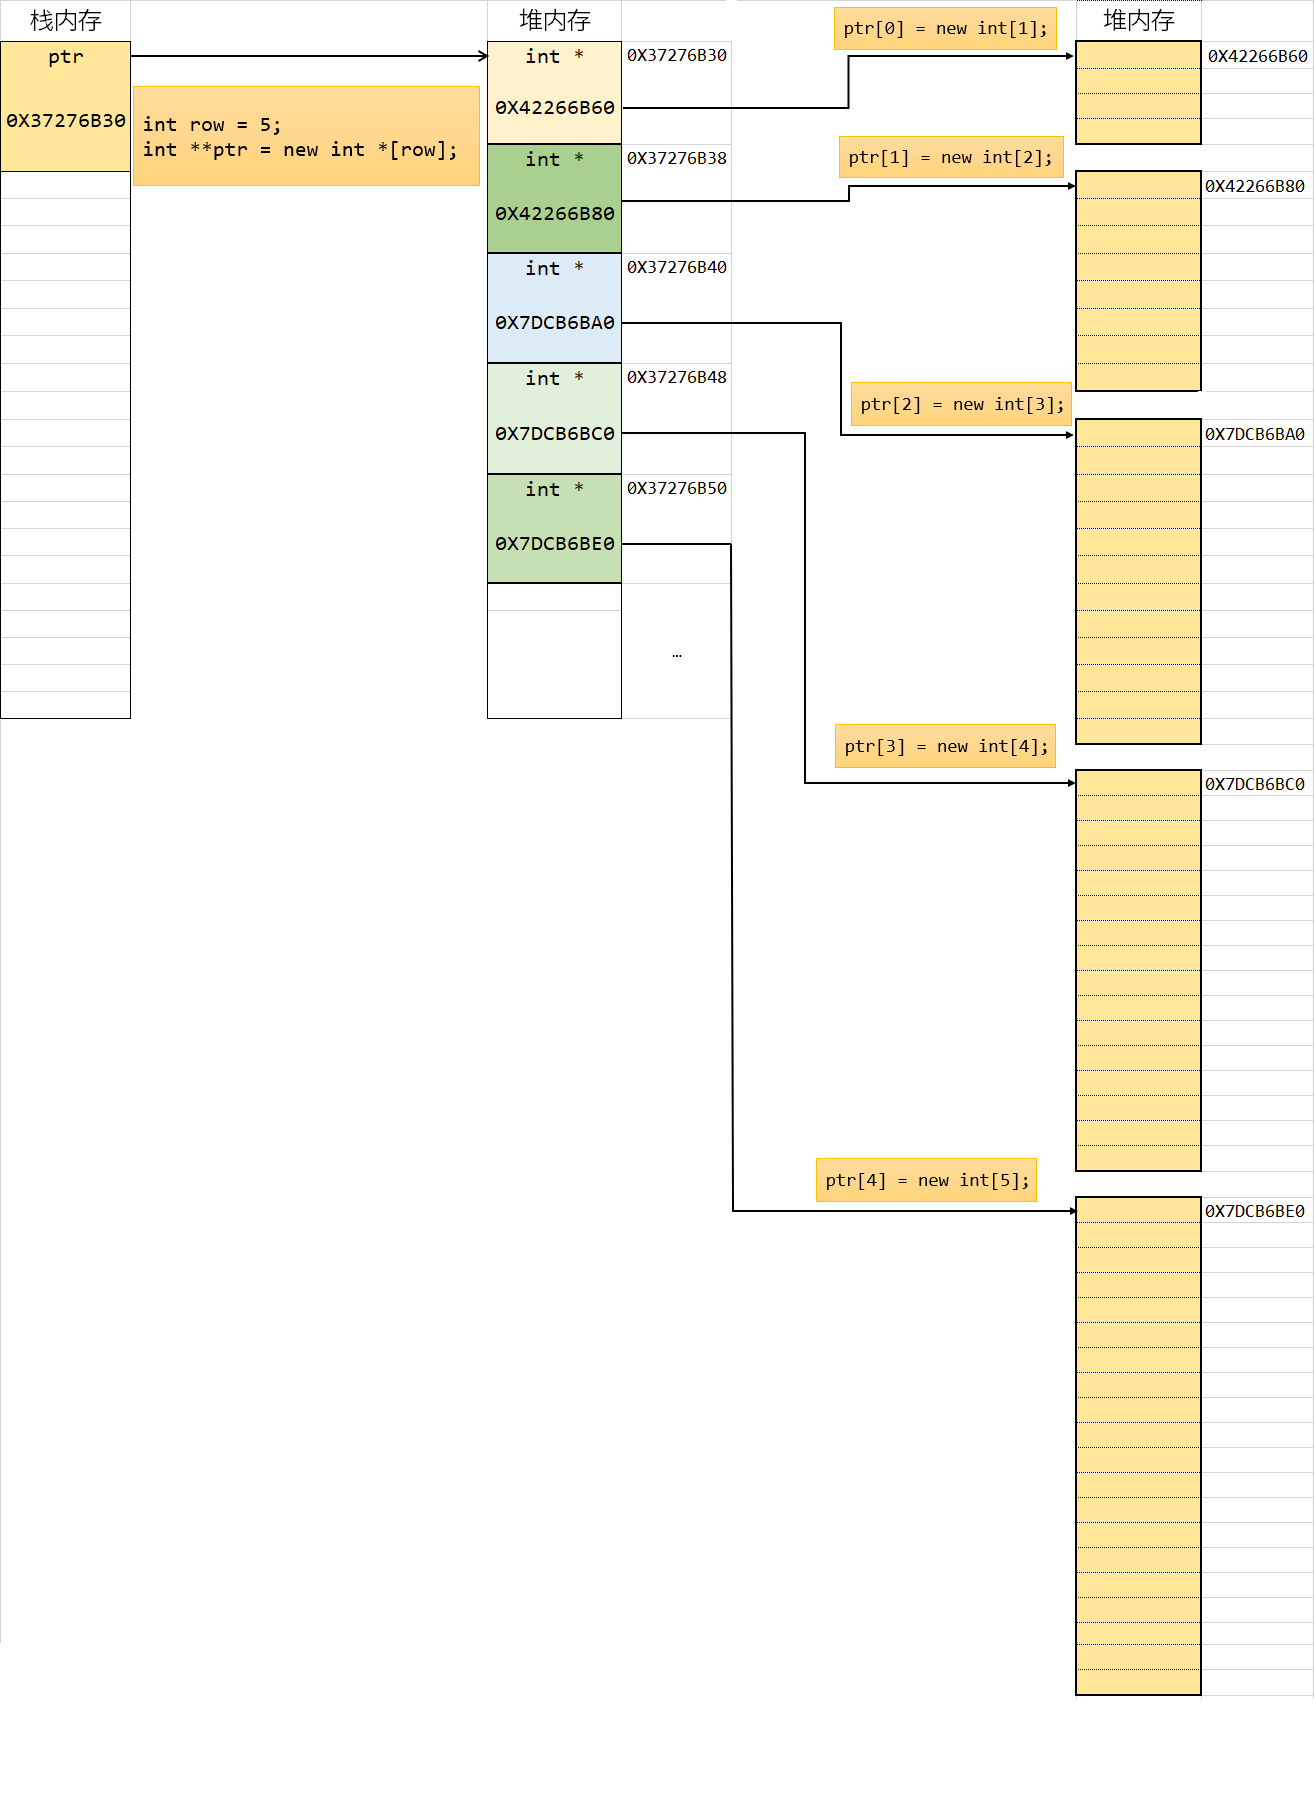 栈内存
ptr
0X37276B30
int row = 5;
int **ptr = new int *[row];
堆内存
int *
0X42266B60
0X37276B30
int *
0X42266B80
0X37276B38
int *
0X7DCB6BA0
0X37276B40
int *
0X7DCB6BC0
0X37276B48
int *
0X7DCB6BE0
0X37276B50
…
ptr[0] = new int[1];
ptr[1] = new int[2];
ptr[2] = new int[3];
ptr[3] = new int[4];
ptr[4] = new int[5];
堆内存
0X42266B60
0X42266B80
0X7DCB6BA0
0X7DCB6BC0
0X7DCB6BE0